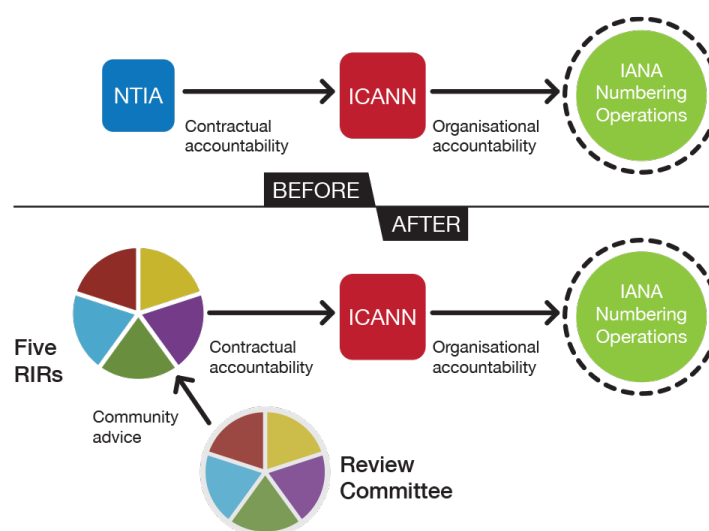 NTIA
Contractual
accountability
ICANN
Organisational
accountability
IANA
Numbering
Operations
BEFORE
AFTER
Five
RIRs
Contractual
accountability
ICANN
Organisational
accountability
IANA
Numbering
Operations
Community
advice
Review
Committee